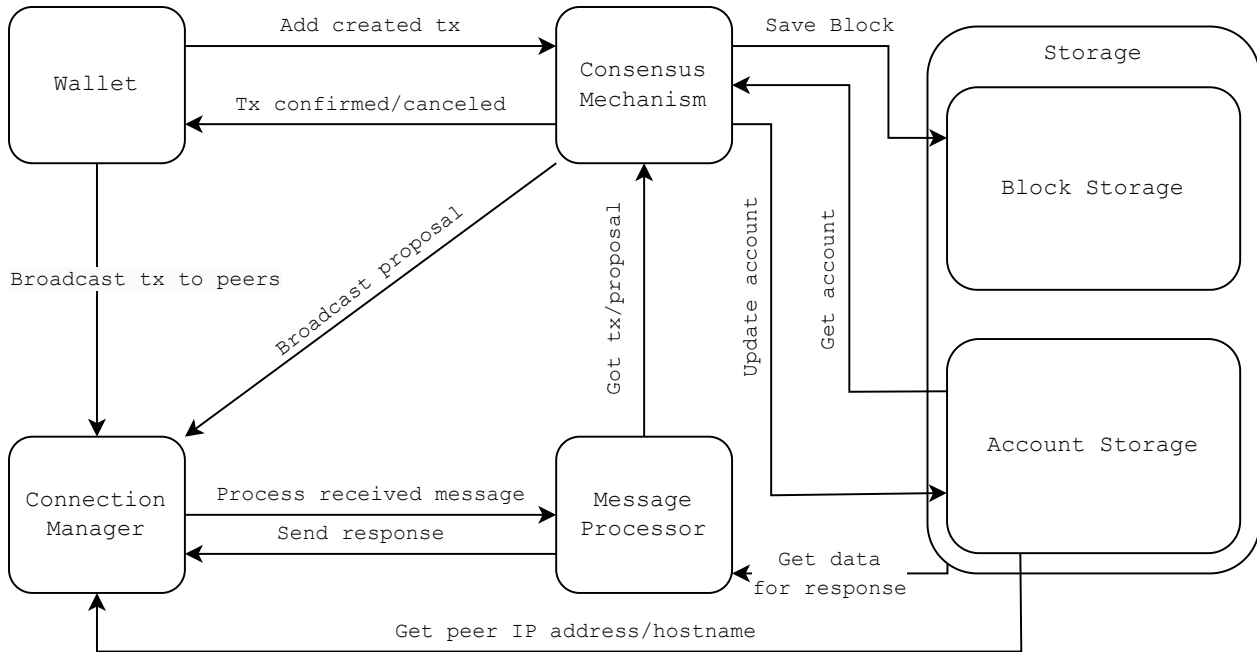 Add created tx
Save Block
Storage
Wallet
Consensus
Mechanism
Tx confirmed/canceled
Block Storage
Broadcast tx to peers
Broadcast proposal
Got tx/proposal
Update account
Get account
Account Storage
Connection
Manager
Process received message
Send response
Message
Processor
Get data
for response
Get peer IP address/hostname